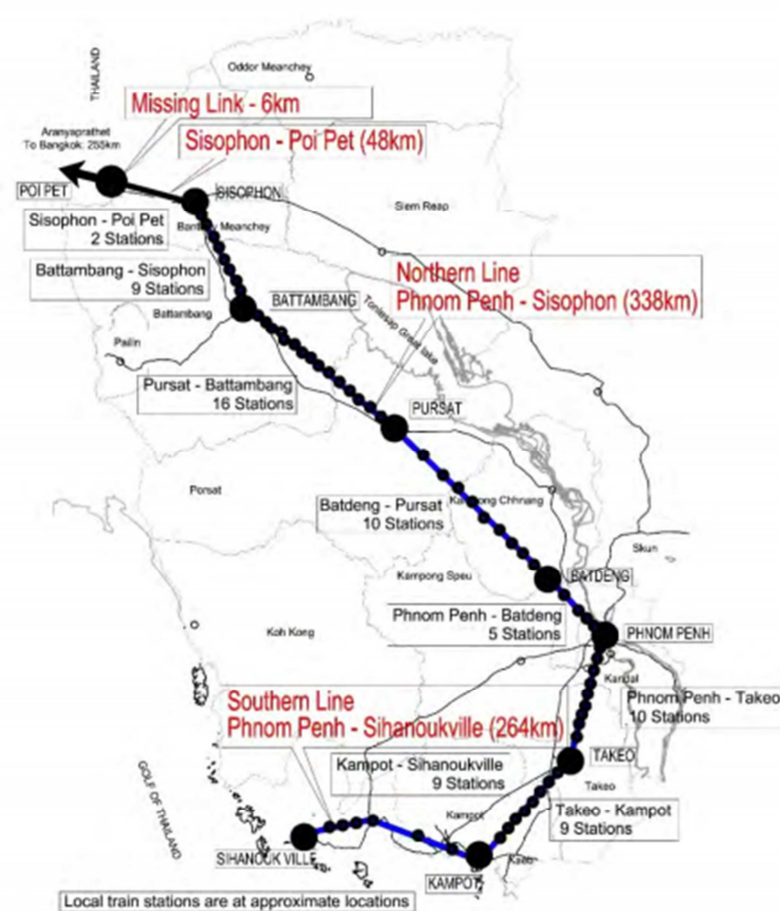 THAILAND
Oddor Meanchey
Missing Link - 6km
Aranyaprathet
To Bangkok: 255km
Sisophon - Poi Pet (48km)
POI PET
SISOPHON
Siem Reap
Sisophon - Poi Pet
2 Stations
Meanchey
Battambang - Sisophon
9 Stations
Northern Line
Phnom Penh - Sisophon (338km)
BATTAMBANG
Tonlesap Great lake
Battambang
Pailin
Pursat - Battambang
16 Stations
PURSAT
Porsat
Batdeng - Pursat
10 Stations
Chhnang
Skun
Kampong Speu
BATDENG
Phnom Penh - Batdeng
5 Stations
PHNOM PENH
Koh Kong
Kandal
Southern Line
Phnom Penh - Sihanoukville (264km)
Phnom Penh - Takeo
10 Stations
Kampot - Sihanoukville
9 Stations
TAKEO
Takeo
GOLF OF THAILAND
Kampot
Takeo - Kampot
9 Stations
SIHANOUK VILLE
KAMPOT
Local train stations are at approximate locations